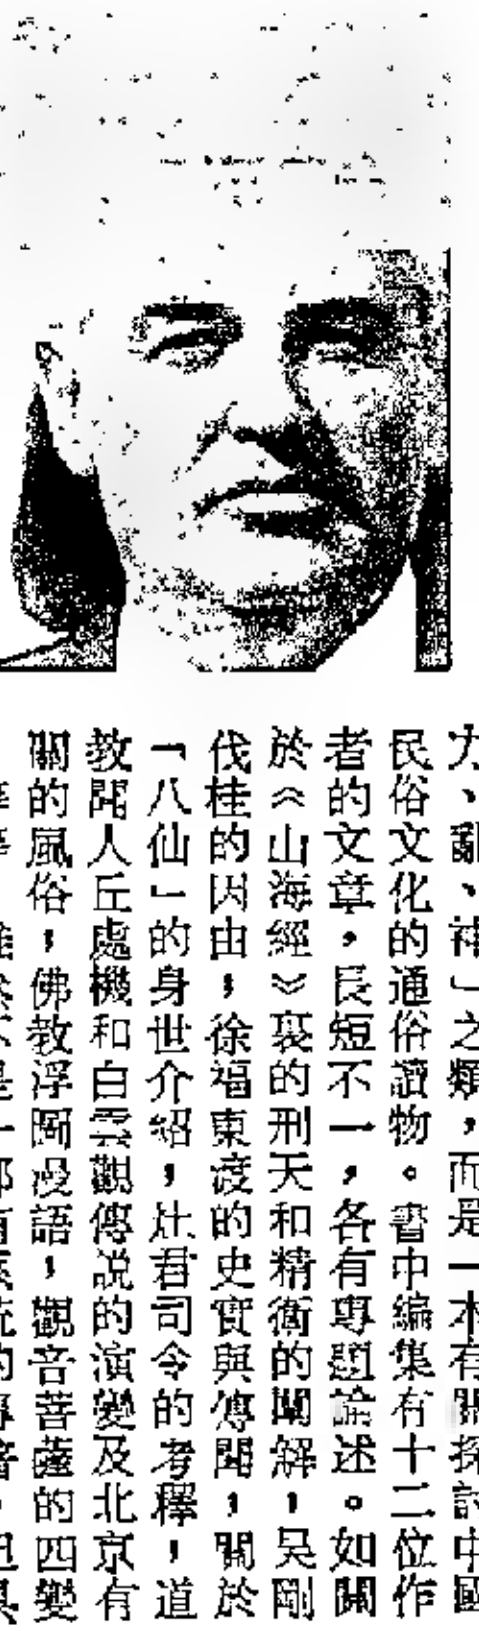 力、亂、神」之類，而是一本有關探討中國
民俗文化的通俗讀物。書中編集有十二位作
者的文章，長短不一，各有專題論述。如關
於《山海經》裏的刑天和精衞的闡解，吳剛
伐桂的因由，徐福東渡的史實與傳聞，關於
「八仙」的身世介紹，灶君司令的考釋，道
教聞人丘處機和白雲觀傳説的演變及北京有
關的風俗，佛教浮圖漫語，觀音菩薩的四變